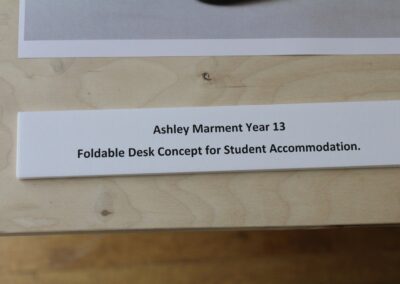 Ashley Marment Year 13
Foldable Desk Concept for Student Accommodation.